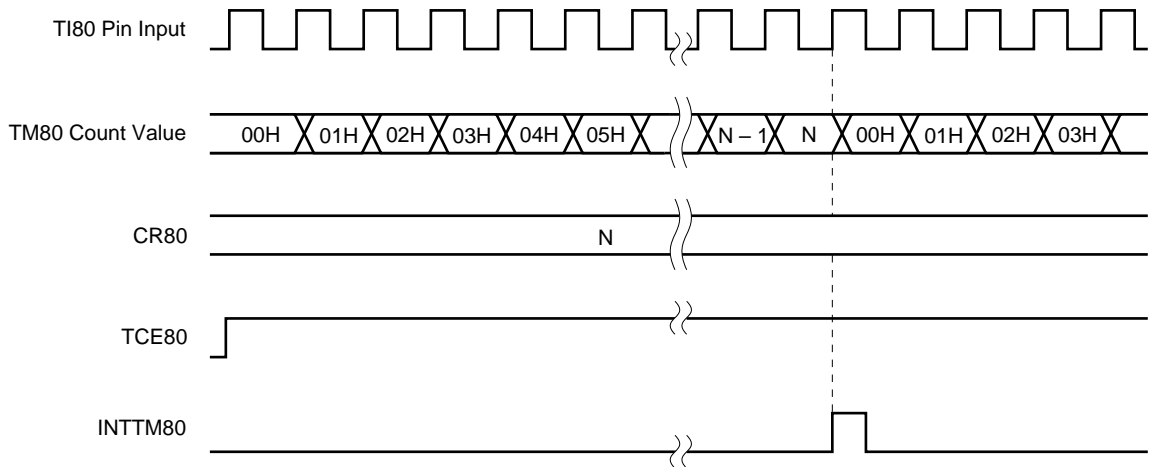 TI80 Pin Input
TM80 Count Value 00H 01H 02H 03H 04H 05H N – 1 N 00H 01H 02H 03H
CR80 N
TCE80
INTTM80